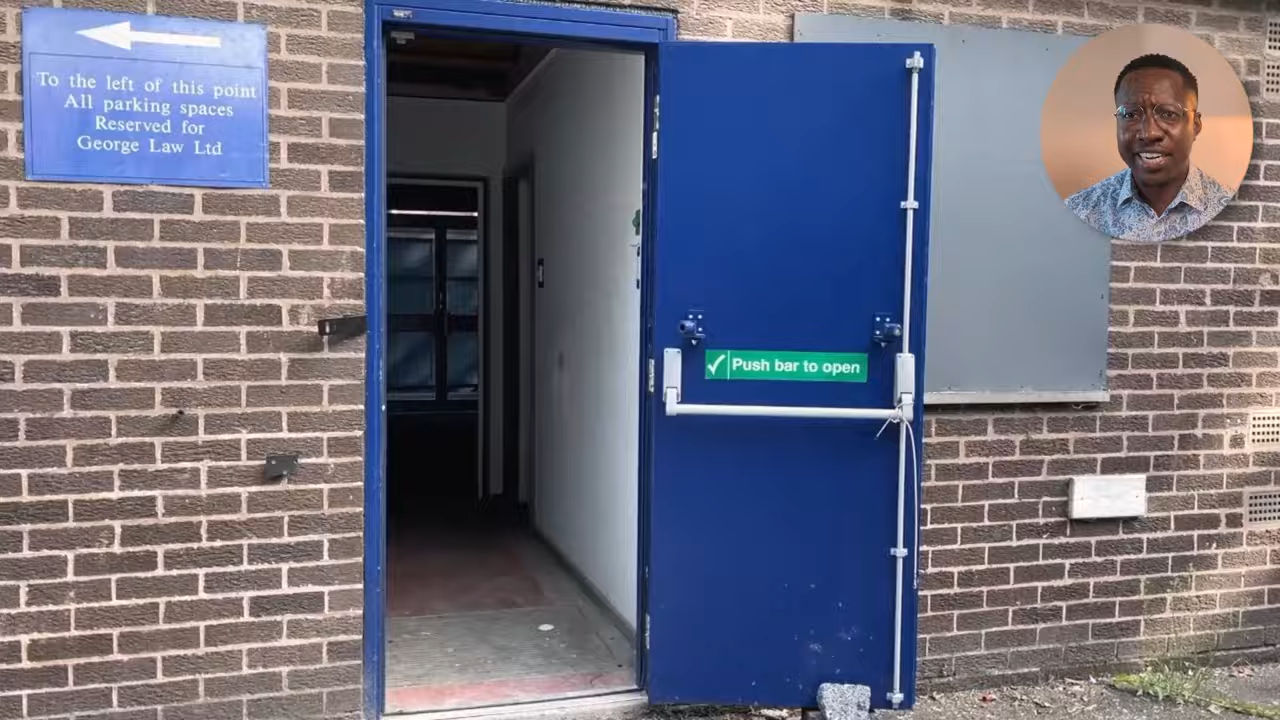 To the left of this point
All parking spaces
Reserved for
George Law Ltd
Push bar to open